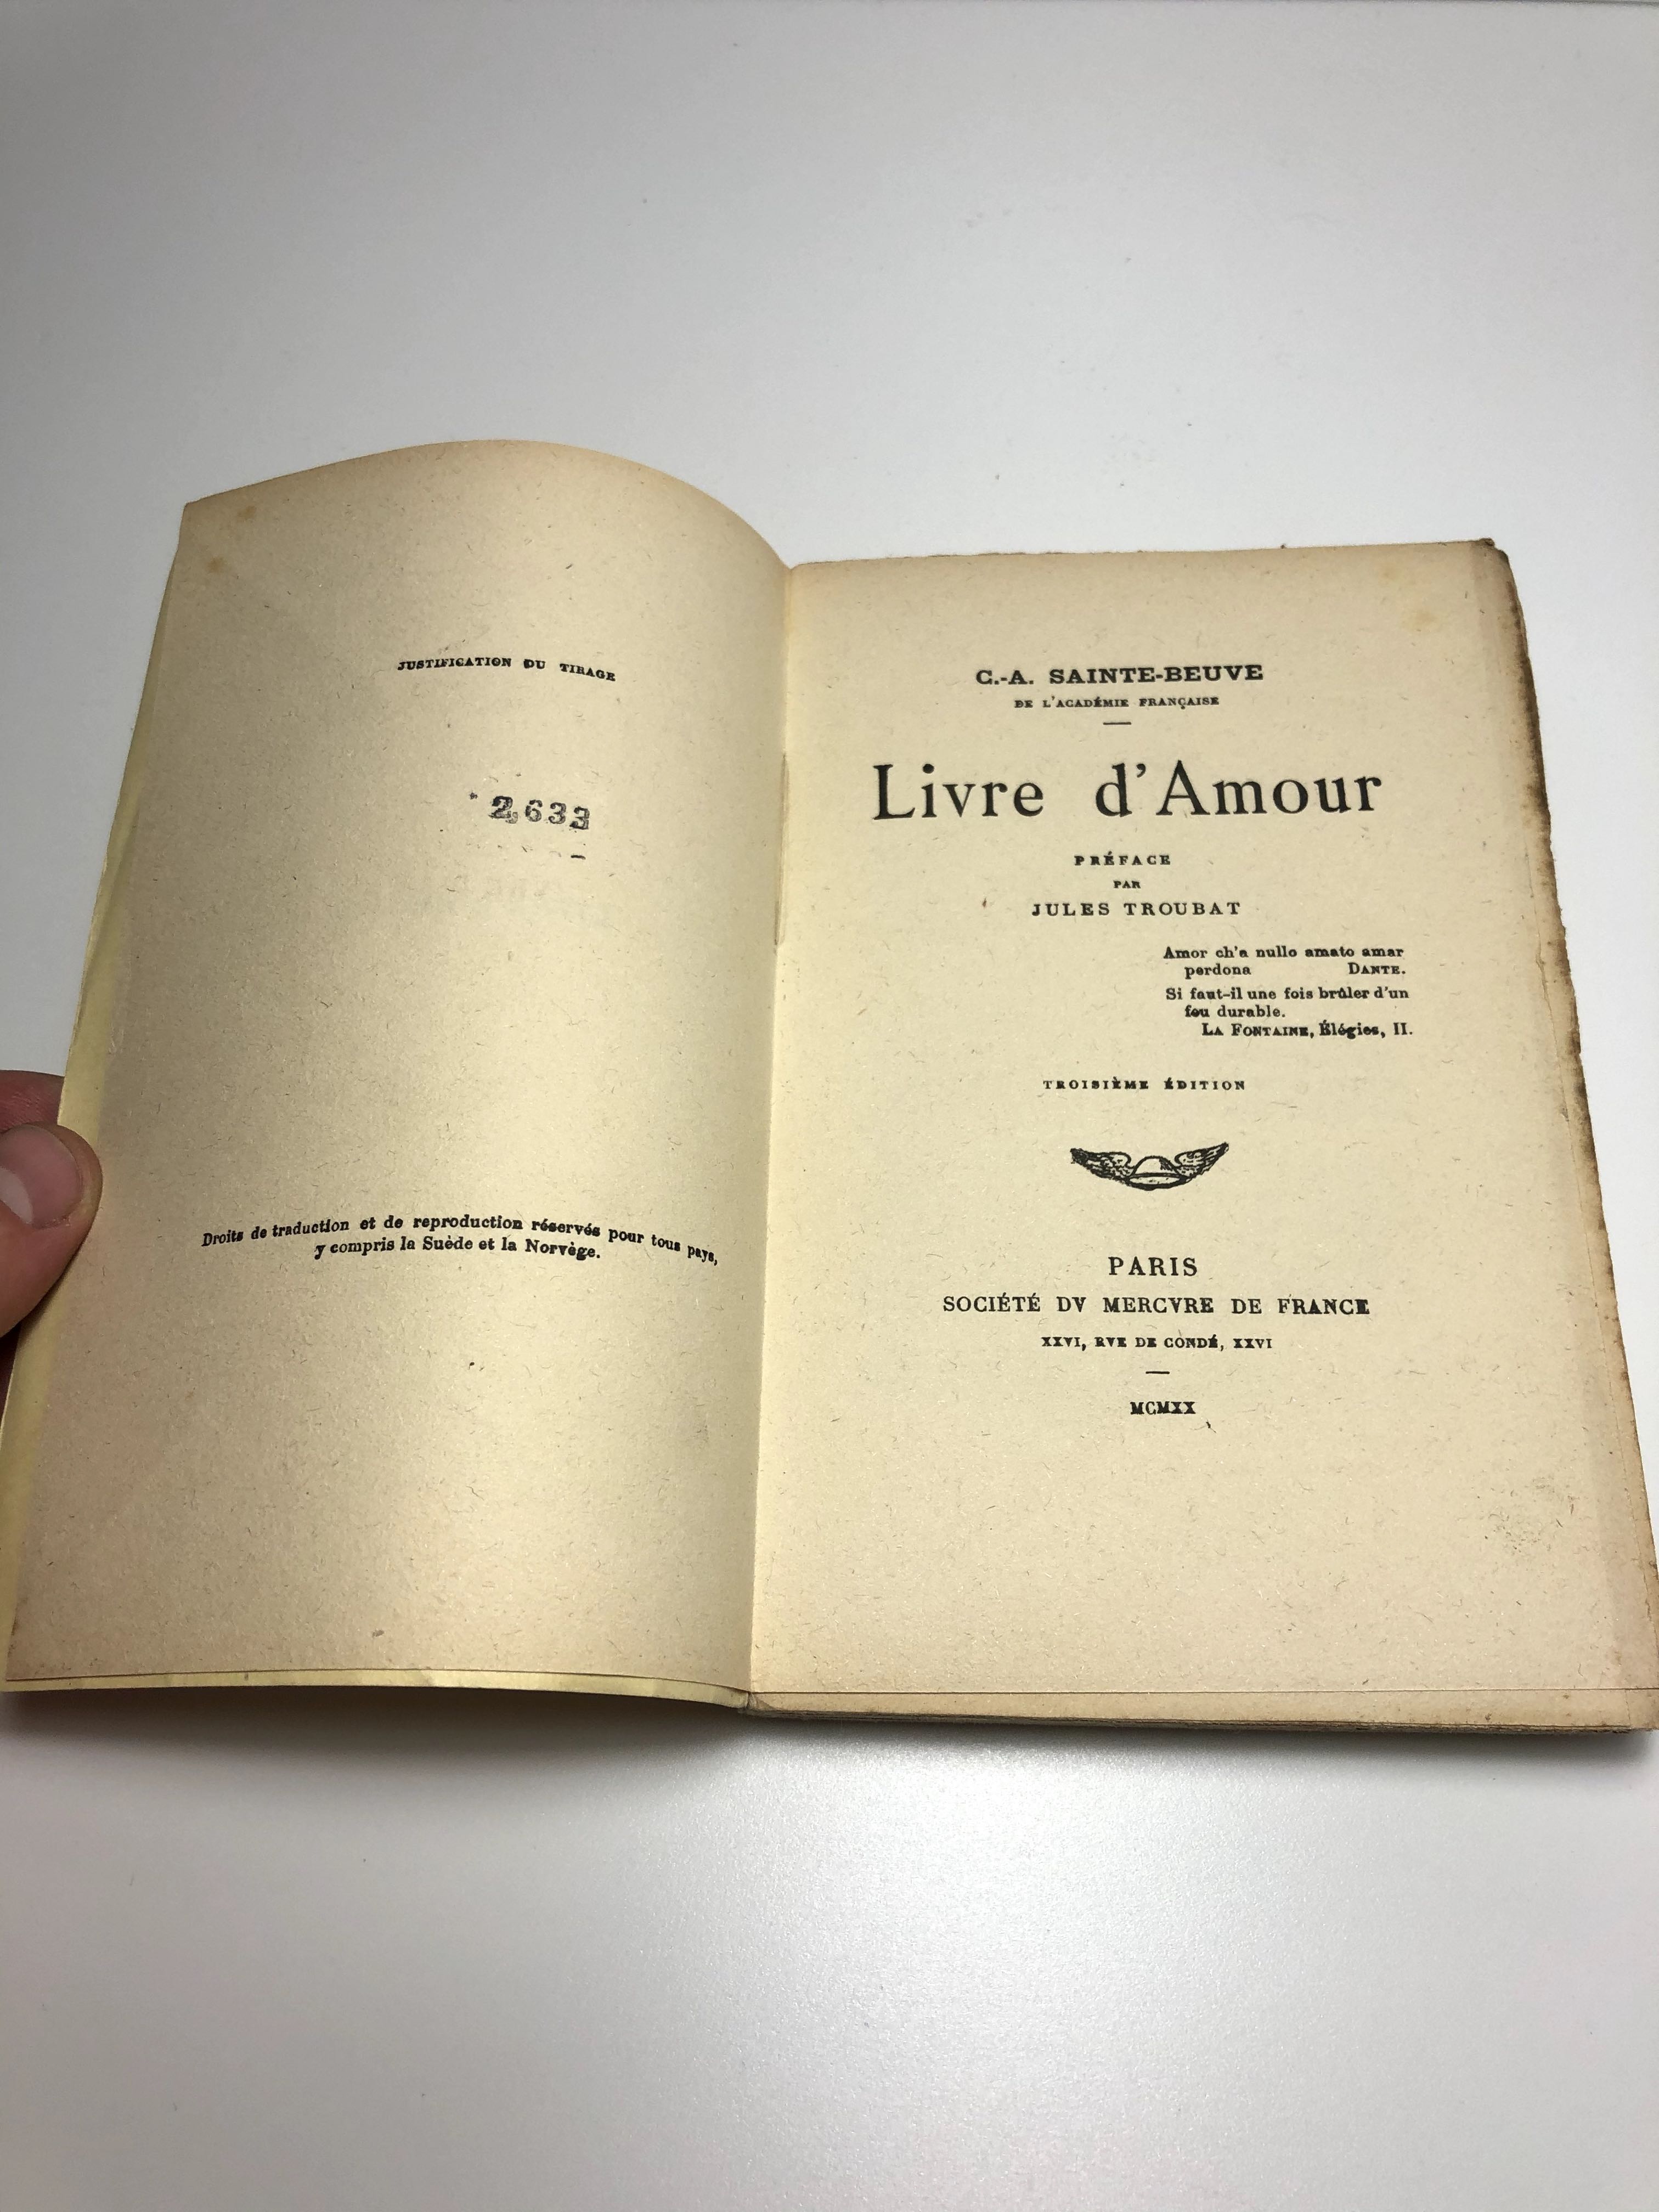 JUSTIFICATION DU TIRAGE
2633
Droits de traduction et de reproduction réservés pour tous pays,
y compris la Suède et la Norvège.
C.-A. SAINTE-BEUVE
DE L'ACADÉMIE FRANÇAISE
Livre d'Amour
PRÉFACE
PAR
JULES TROUBAT
Amor ch'a nullo amato amar
perdona DANTE.
Si faut-il une fois brûler d'un
feu durable.
LA FONTAINE, Élégies, II.
TROISIÈME ÉDITION
PARIS
SOCIÉTÉ DV MERCVRE DE FRANCE
XXVI, RVE DE CONDÉ, XXVI
MCMXX